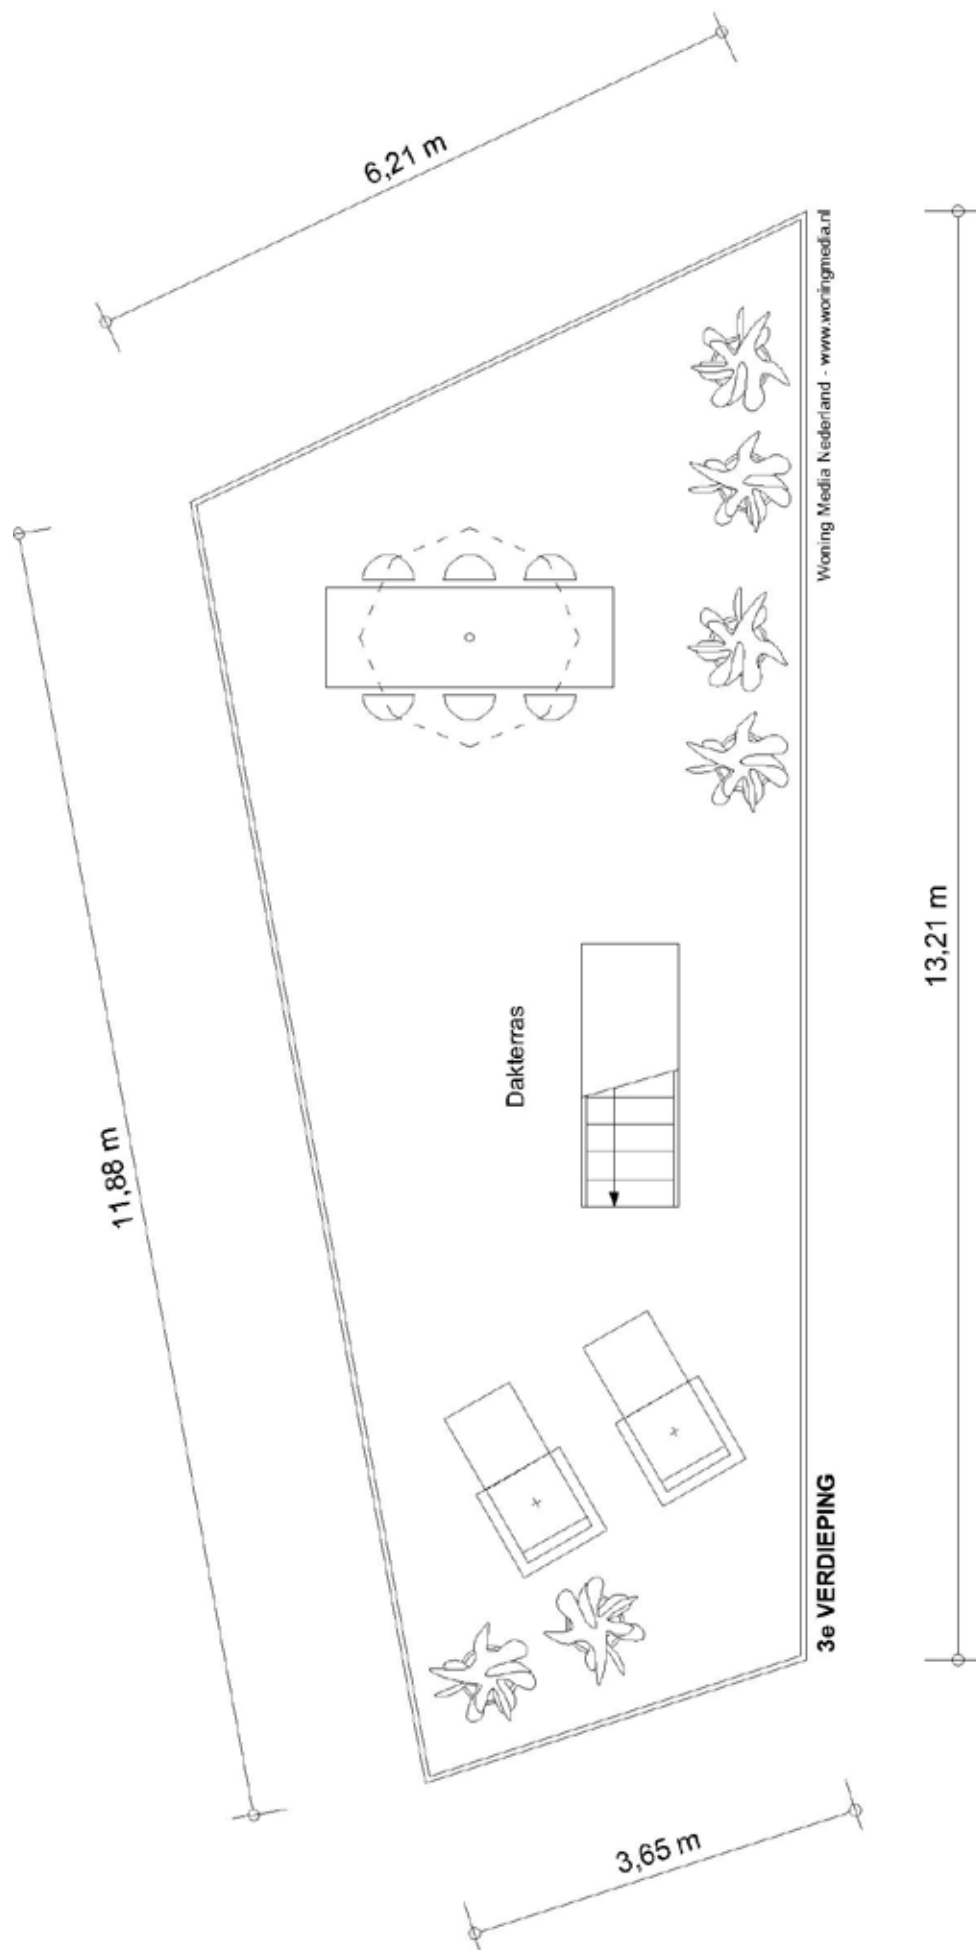 6,21 m
Woning Media Nederland - www.woningmedia.nl
13,21 m
Dakterras
11,88 m
3e VERDIEPING
3,65 m